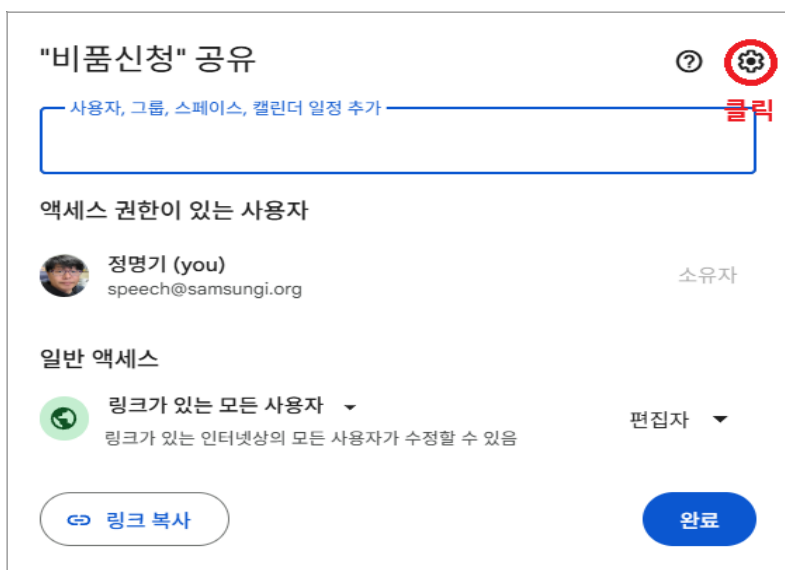 "비품신청" 공유
클릭
사용자, 그룹, 스페이스, 캘린더 일정 추가
액세스 권한이 있는 사용자
정명기 (you)
speech@samsungi.org
소유자
일반 액세스
링크가 있는 모든 사용자
링크가 있는 인터넷상의 모든 사용자가 수정할 수 있음
편집자
링크 복사
완료